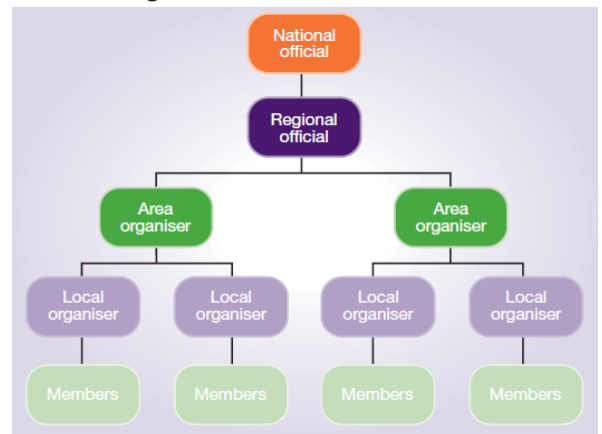 National
official
Regional
official
Area
organiser
Area
organiser
Local
organiser
Local
organiser
Local
organiser
Local
organiser
Members
Members
Members
Members